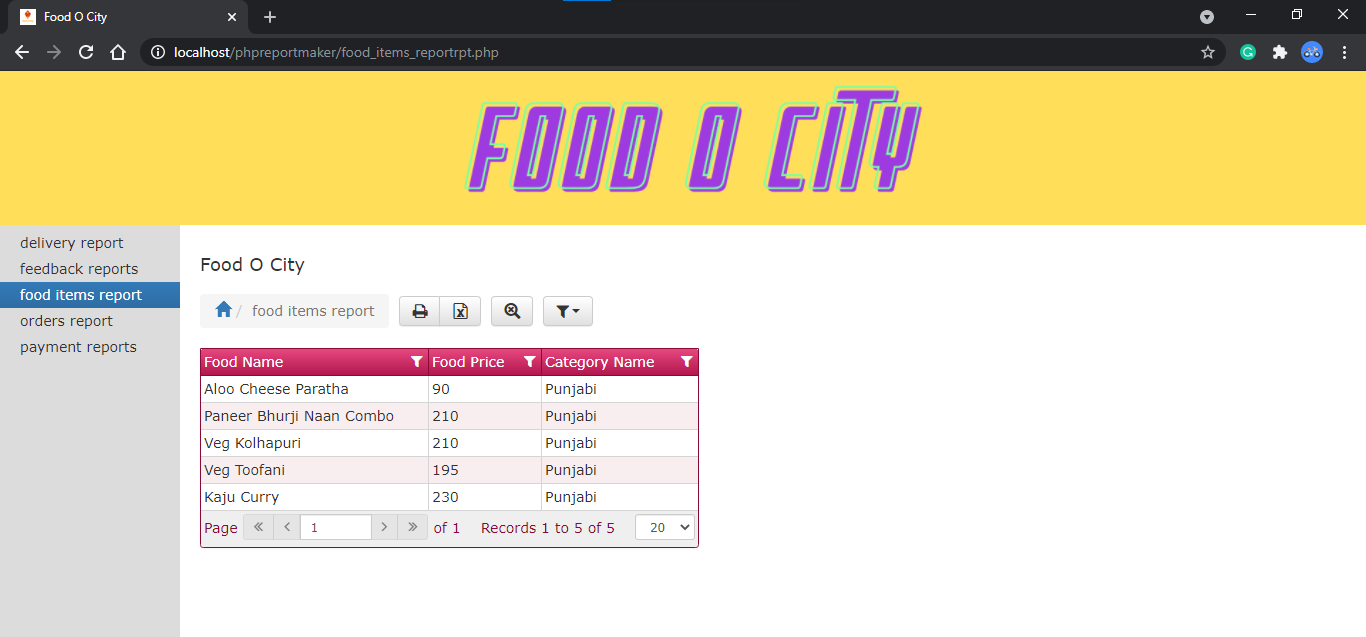 Food O City
localhost/phpreportmaker/food_items_reportrpt.php
FOOD O CITY
delivery report
feedback reports
food items report
orders report
payment reports
Food O City
/ food items report
Food Name Food Price Category Name
Aloo Cheese Paratha 90 Punjabi
Paneer Bhurji Naan Combo 210 Punjabi
Veg Kolhapuri 210 Punjabi
Veg Toofani 195 Punjabi
Kaju Curry 230 Punjabi
Page 1 of 1 Records 1 to 5 of 5 20